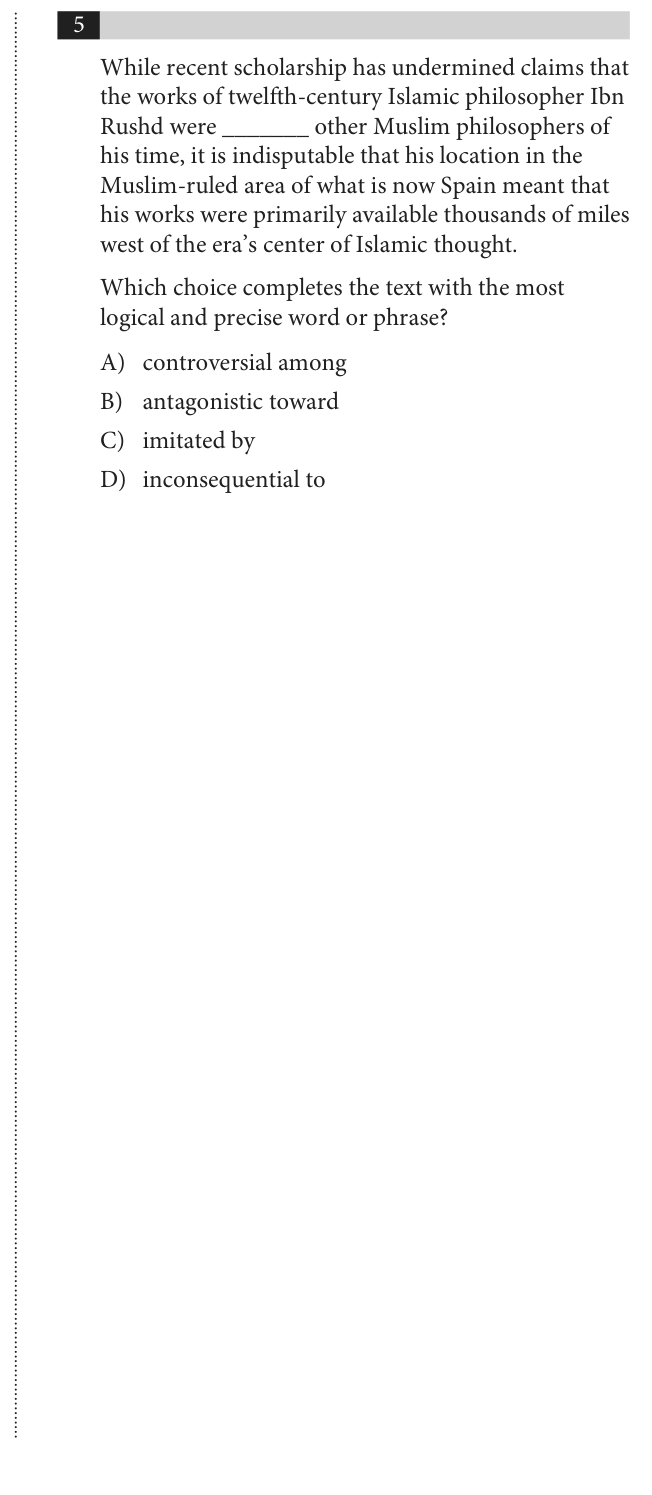 5
While recent scholarship has undermined claims that
the works of twelfth-century Islamic philosopher Ibn
Rushd were _______ other Muslim philosophers of
his time, it is indisputable that his location in the
Muslim-ruled area of what is now Spain meant that
his works were primarily available thousands of miles
west of the era’s center of Islamic thought.
Which choice completes the text with the most
logical and precise word or phrase?
A) controversial among
B) antagonistic toward
C) imitated by
D) inconsequential to